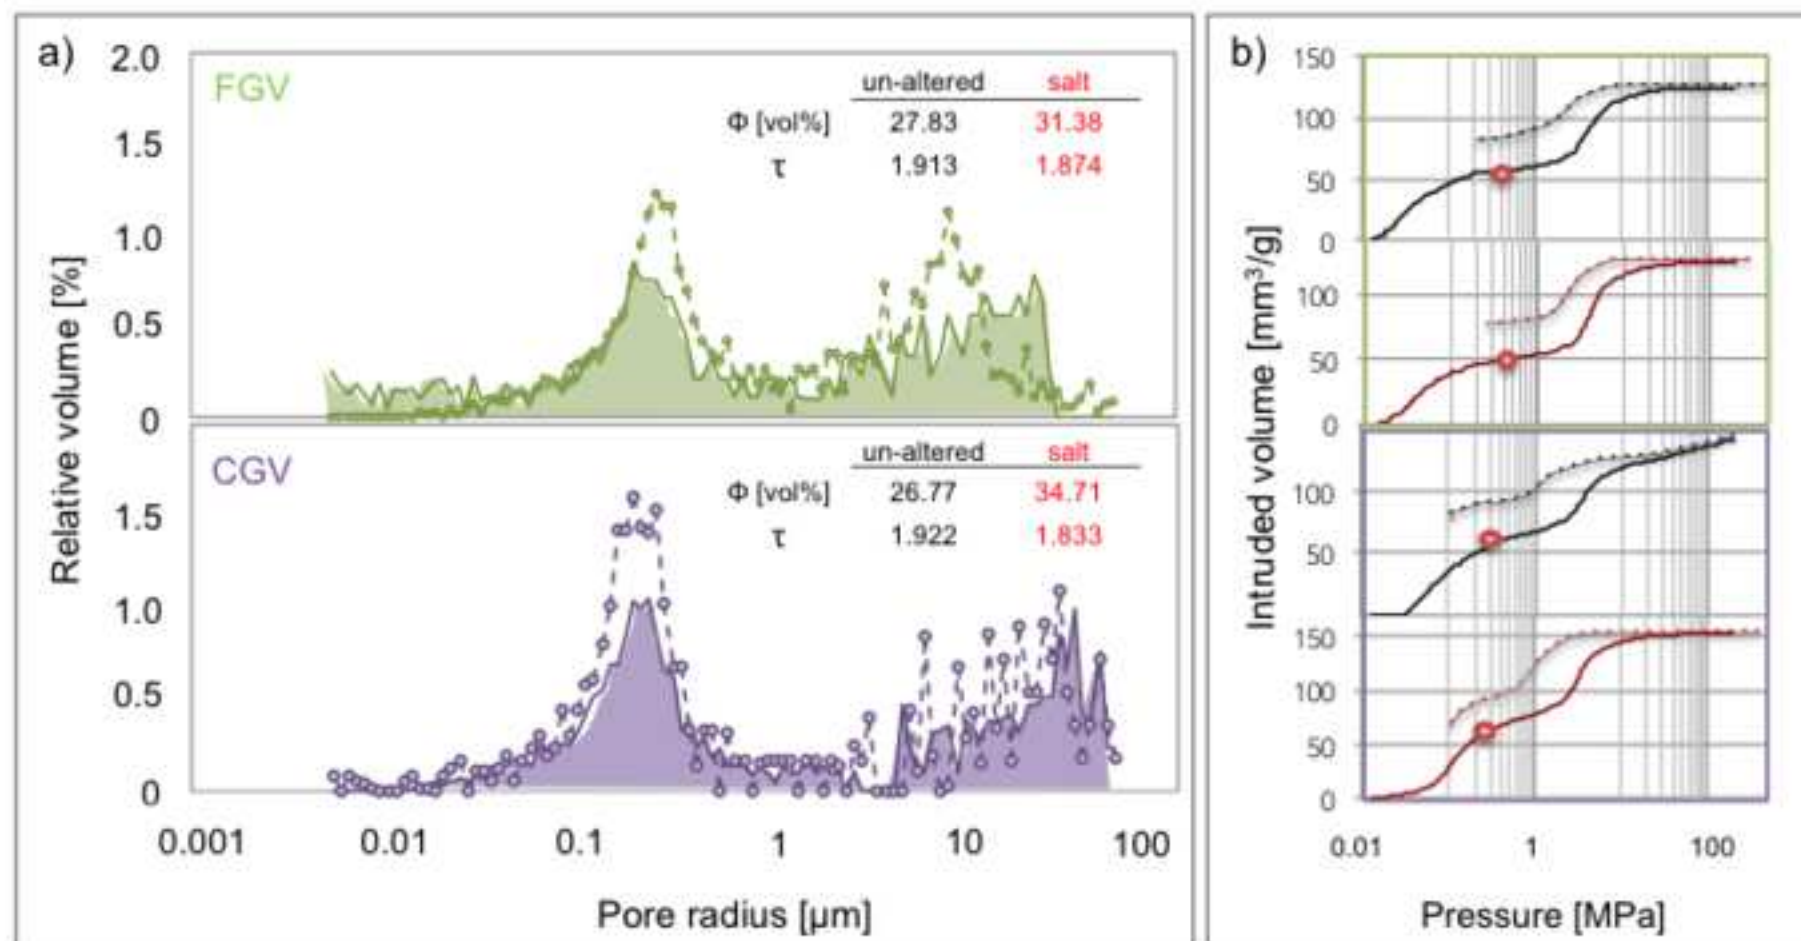 a)
2.0
1.5
1.0
0.5
0
FGV
un-altered salt
Φ [vol%] 27.83 31.38
τ 1.913 1.874
Relative volume [%]
CGV
un-altered salt
Φ [vol%] 26.77 34.71
τ 1.922 1.833
1.5
1.0
0.5
0
0.001 0.01 0.1 1 10 100
Pore radius [µm]
b)
150
100
50
0
100
50
0
100
50
150
100
50
0
Intruded volume [mm³/g]
0.01 1 100
Pressure [MPa]